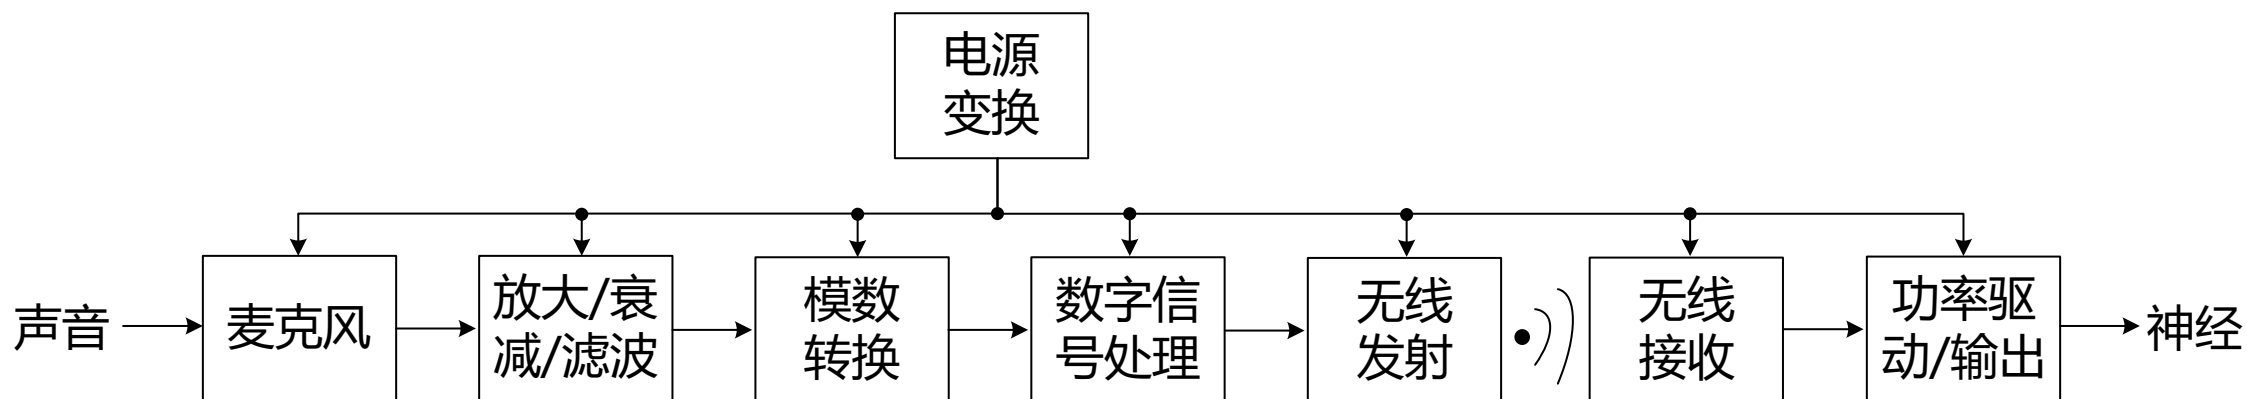 电源
变换
声音
麦克风
放大/衰
减/滤波
模数
转换
数字信
号处理
无线
发射
无线
接收
功率驱
动/输出
神经